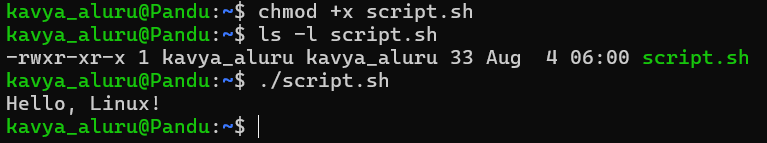 kavya_aluru@Pandu:~$ chmod +x script.sh
kavya_aluru@Pandu:~$ ls -l script.sh
-rwxr-xr-x 1 kavya_aluru kavya_aluru 33 Aug  4 06:00 script.sh
kavya_aluru@Pandu:~$ ./script.sh
Hello, Linux!
kavya_aluru@Pandu:~$